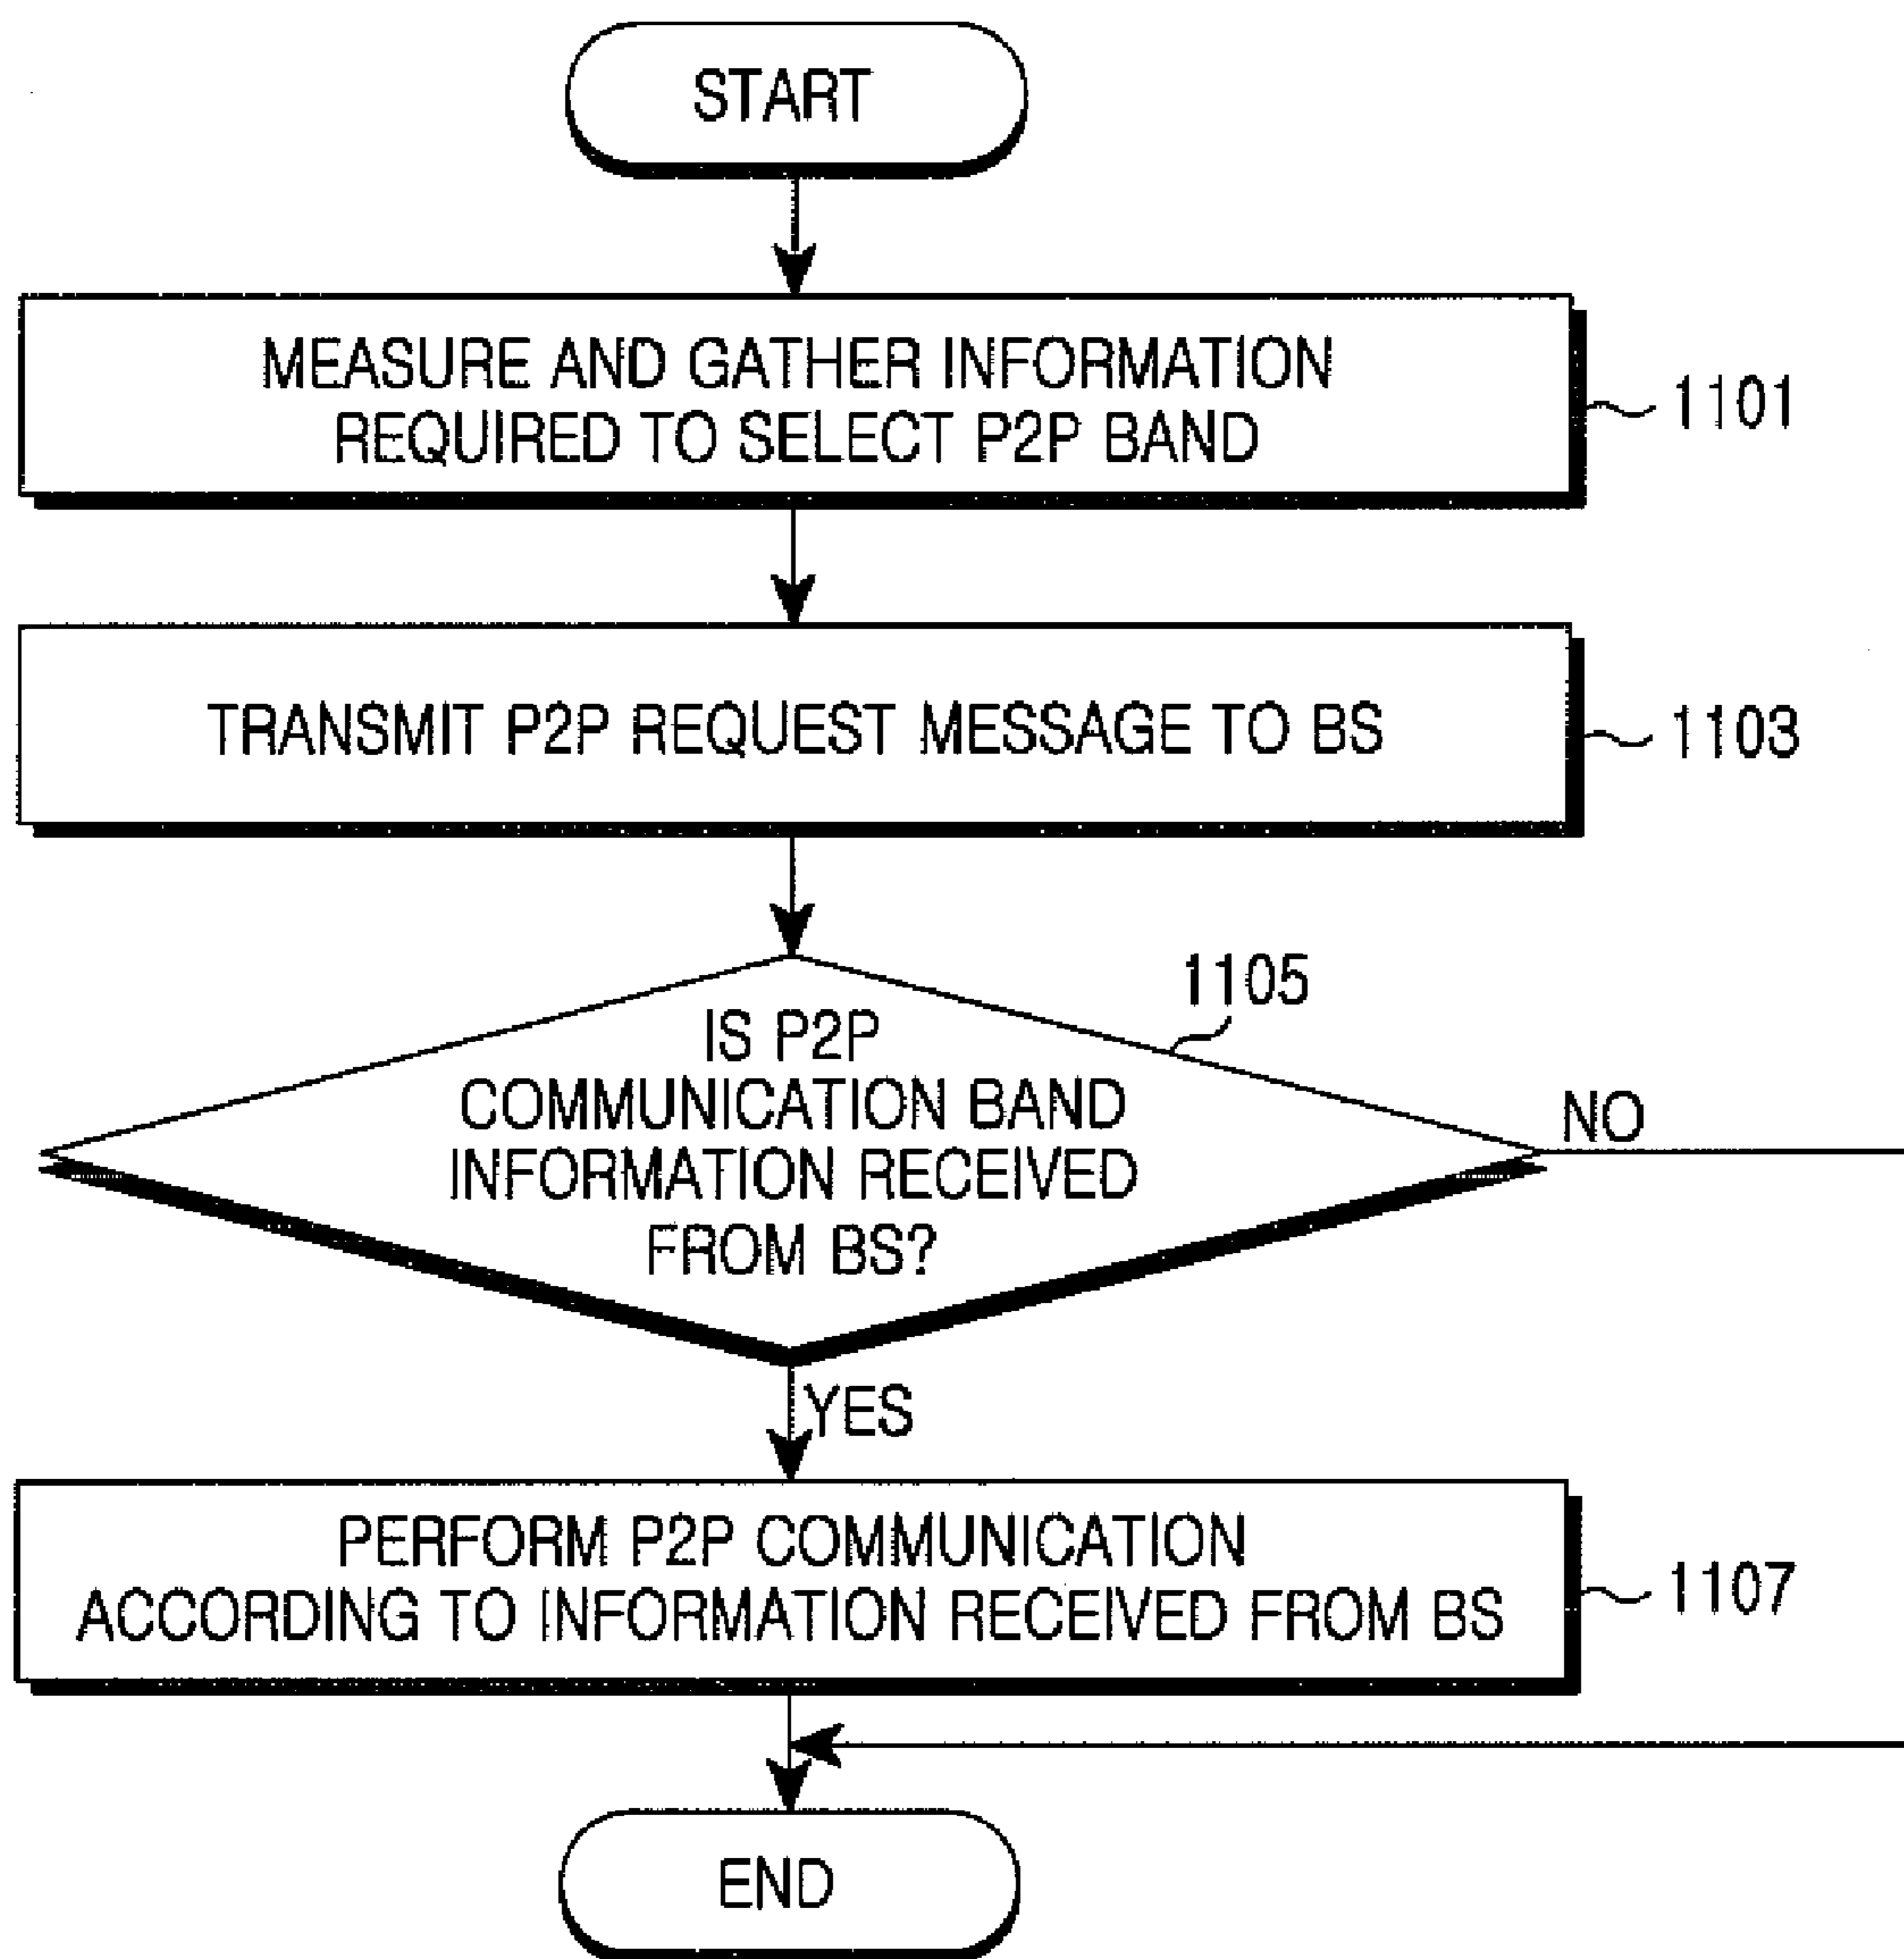 START
MEASURE AND GATHER INFORMATION
REQUIRED TO SELECT P2P BAND
1101
TRANSMIT P2P REQUEST MESSAGE TO BS
1103
1105
IS P2P
COMMUNICATION BAND
INFORMATION RECEIVED
FROM BS?
NO
YES
PERFORM P2P COMMUNICATION
ACCORDING TO INFORMATION RECEIVED FROM BS
1107
END